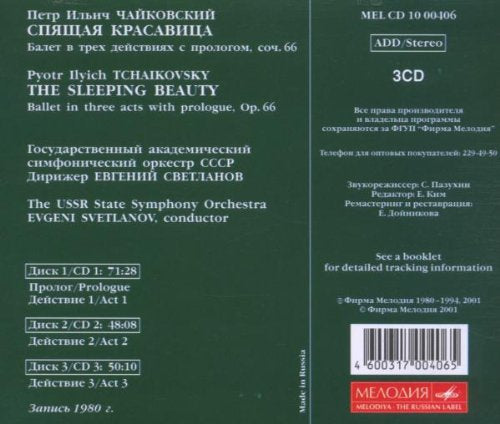 Петр Ильич ЧАЙКОВСКИЙ
СПЯЩАЯ КРАСАВИЦА
Балет в трех действиях с прологом, соч. 66
Pyotr Ilyich TCHAIKOVSKY
THE SLEEPING BEAUTY
Ballet in three acts with prologue, Op. 66
Государственный академический
симфонический оркестр СССР
Дирижер ЕВГЕНИЙ СВЕТЛАНОВ
The USSR State Symphony Orchestra
EVGENI SVETLANOV, conductor
Диск 1/CD 1: 71:28
Пролог/Prologue
Действие 1/Act 1
Диск 2/CD 2: 48:08
Действие 2/Act 2
Диск 3/CD 3: 50:10
Действие 3/Act 3
Запись 1980 г.
Made in Russia
MEL CD 10 00406
ADD/Stereo
3CD
Все права производителя
и владельца программы
сохраняются за ФГУП "Фирма Мелодия"
Телефон для оптовых покупателей: 229-49-50
Звукорежиссер: С. Пазухин
Редактор: Е. Ким
Ремастеринг и реставрация:
Е. Дойникова
See a booklet
for detailed tracking information
℗ Фирма Мелодия 1980-1994, 2001
© Фирма Мелодия 2001
4 600317 004065
МЕЛОДИЯ
MELODIYA · THE RUSSIAN LABEL